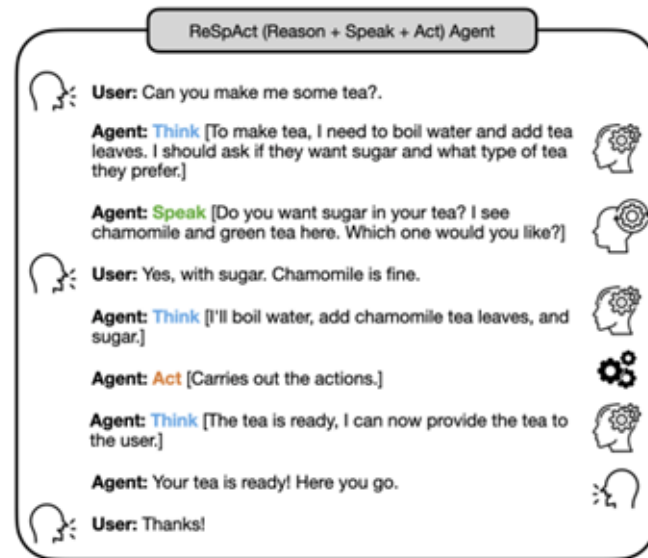 ReSpAct (Reason + Speak + Act) Agent
User: Can you make me some tea?.
Agent: Think [To make tea, I need to boil water and add tea
leaves. I should ask if they want sugar and what type of tea
they prefer.]
Agent: Speak [Do you want sugar in your tea? I see
chamomile and green tea here. Which one would you like?]
User: Yes, with sugar. Chamomile is fine.
Agent: Think [I'll boil water, add chamomile tea leaves, and
sugar.]
Agent: Act [Carries out the actions.]
Agent: Think [The tea is ready, I can now provide the tea to
the user.]
Agent: Your tea is ready! Here you go.
User: Thanks!